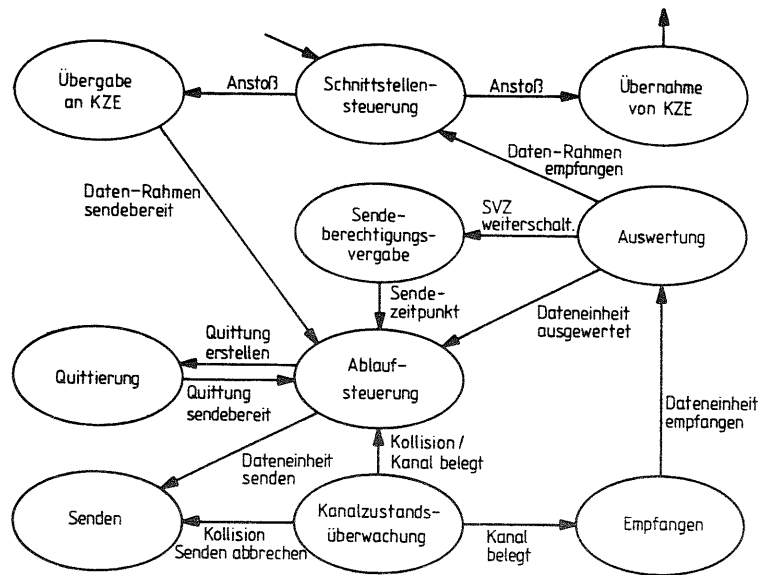 Übergabe
an KZE
Anstoß
Schnittstellen-
steuerung
Anstoß
Übernahme
von KZE
Daten-Rahmen
sendebereit
Daten-Rahmen
empfangen
Sende-
berechtigungs-
vergabe
SVZ
weiterschalt.
Auswertung
Sende-
zeitpunkt
Dateneinheit
ausgewertet
Quittung
erstellen
Quittierung
Quittung
sendebereit
Ablauf-
steuerung
Dateneinheit
empfangen
Dateneinheit
senden
Kollision /
Kanal belegt
Senden
Kollision
Senden abbrechen
Kanalzustands-
überwachung
Kanal
belegt
Empfangen